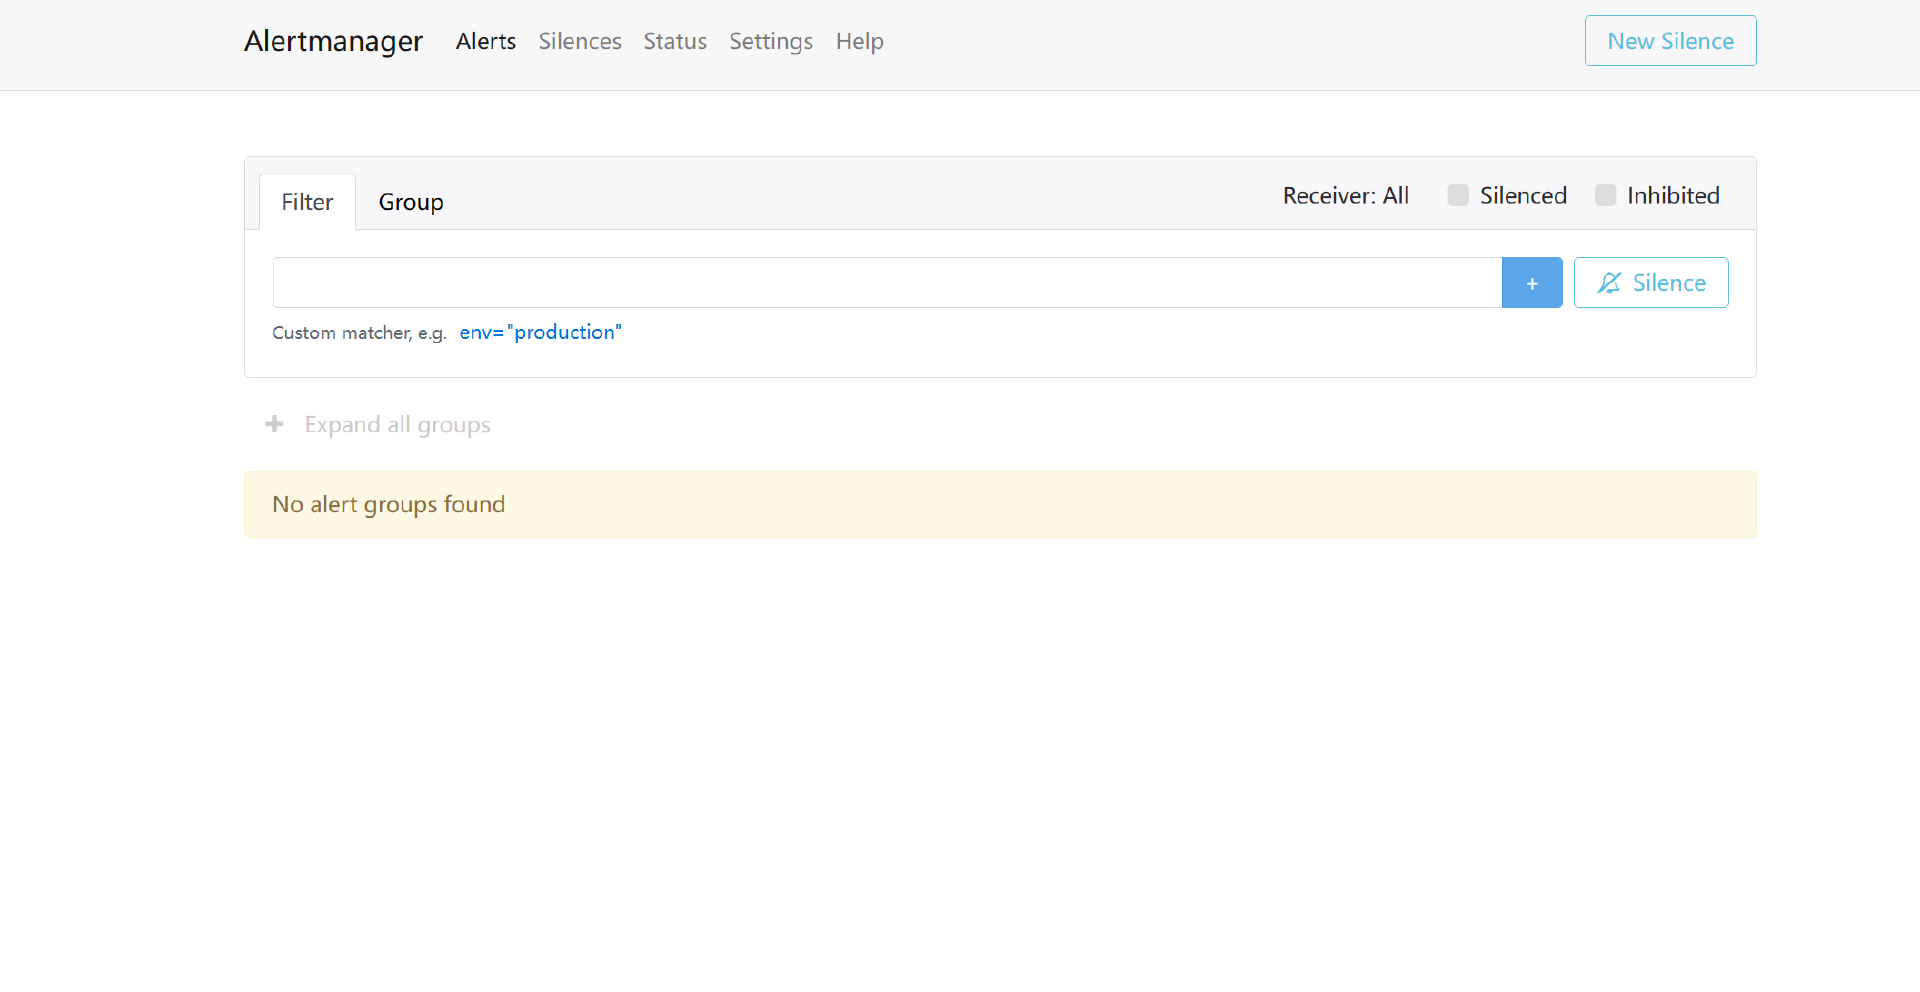 Alertmanager Alerts Silences Status Settings Help New Silence
Filter Group Receiver: All Silenced Inhibited
+ Silence
Custom matcher, e.g. env="production"
+ Expand all groups
No alert groups found